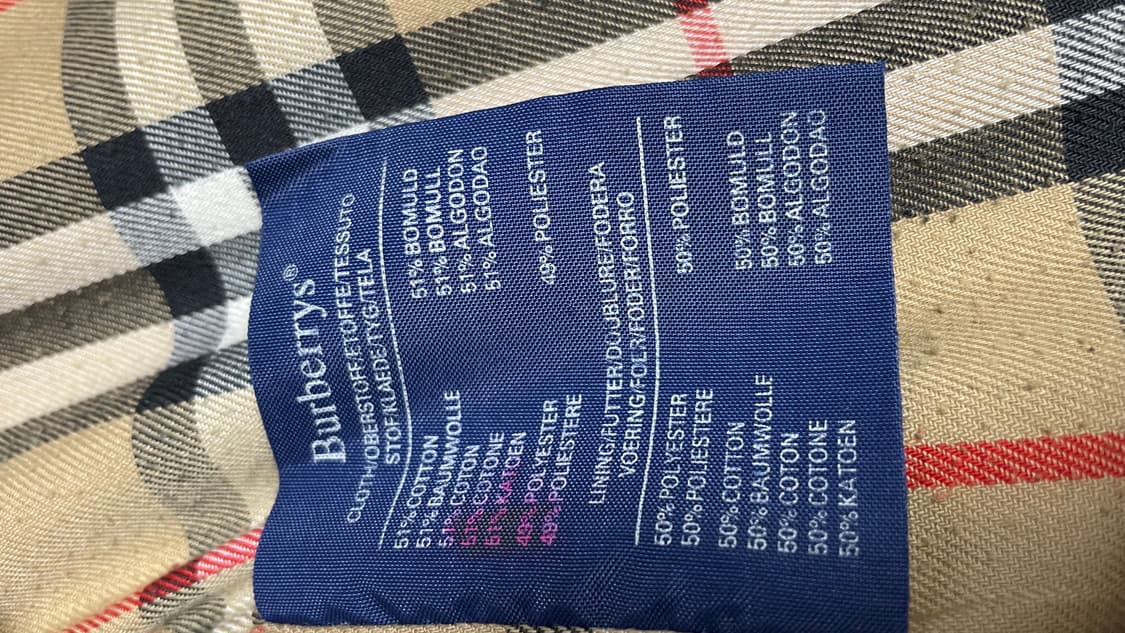 Burberrys®
CLOTH/OBERSTOFF/ETOFFE/TESSUTO
STOF/KLAEDE/TYG/TELA
51% COTTON 51% BOMULD
51% BAUMWOLLE 51% BOMULL
51% COTON 51% ALGODON
51% COTONE 51% ALGODAO
51% KATOEN
49% POLYESTER 49% POLIESTER
49% POLIESTERE
LINING/FUTTER/DOUBLURE/FODERA
VOERING/FOER/FODER/FORRO
50% POLYESTER 50% POLIESTER
50% POLIESTERE
50% COTTON 50% BOMULD
50% BAUMWOLLE 50% BOMULL
50% COTON 50% ALGODON
50% COTONE 50% ALGODAO
50% KATOEN